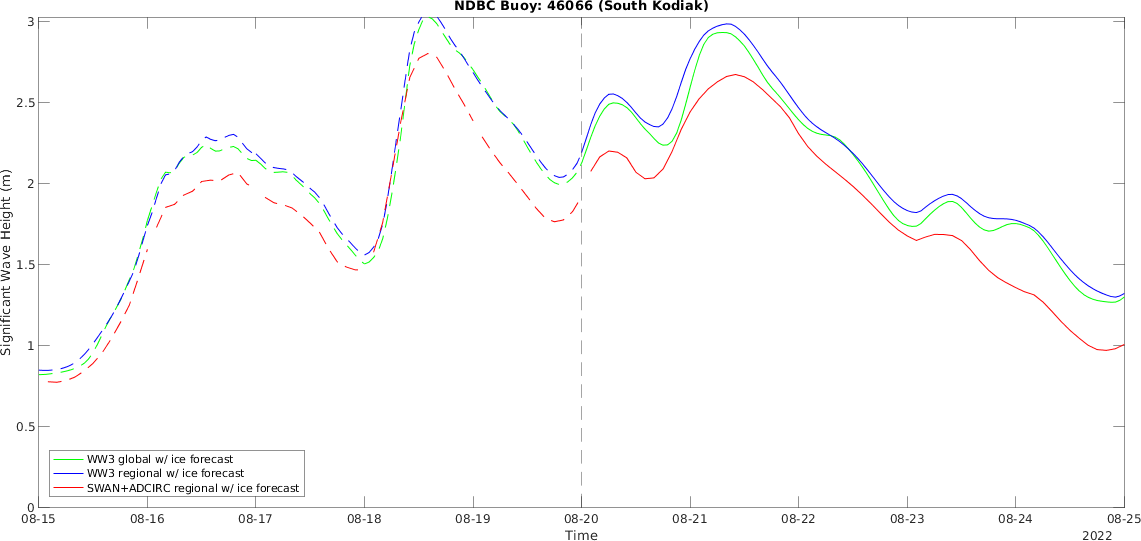 NDBC Buoy: 46066 (South Kodiak)
3
2.5
2
1.5
1
0.5
0
Significant Wave Height (m)
WW3 global w/ ice forecast
WW3 regional w/ ice forecast
SWAN+ADCIRC regional w/ ice forecast
08-15 08-16 08-17 08-18 08-19 08-20 08-21 08-22 08-23 08-24 08-25
Time
2022